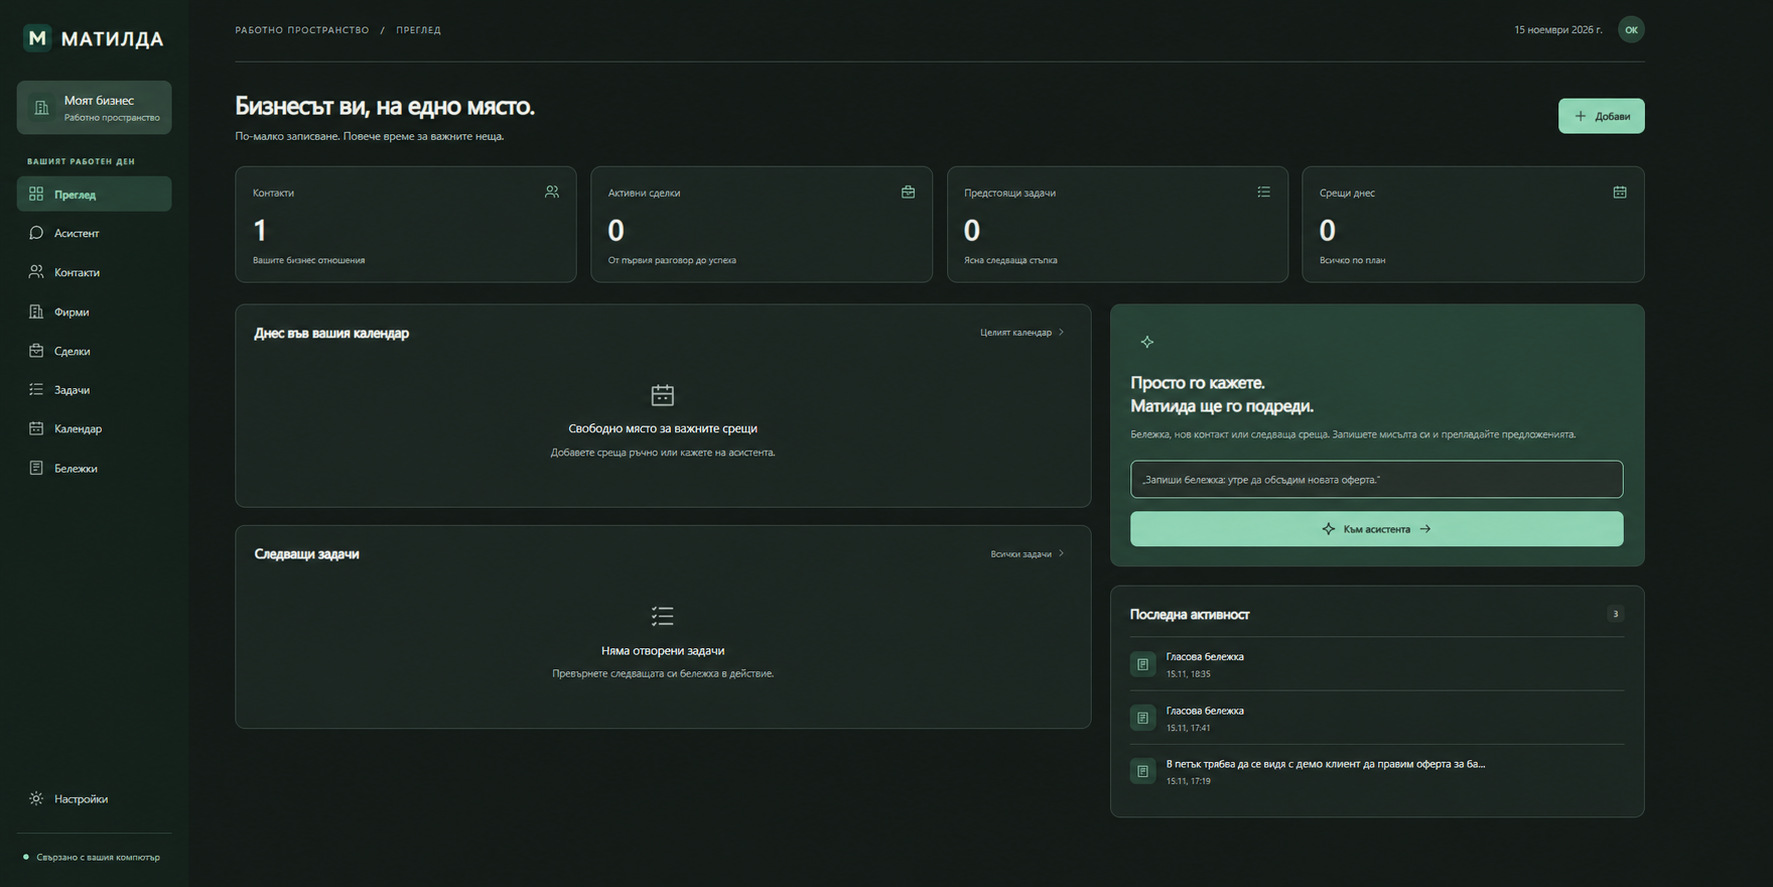 М МАТИЛДА
Моят бизнес
Работно пространство
ВАШИЯТ РАБОТЕН ДЕН
Преглед
Асистент
Контакти
Фирми
Сделки
Задачи
Календар
Бележки
Настройки
Свързано с вашия компютър
РАБОТНО ПРОСТРАНСТВО / ПРЕГЛЕД
15 ноември 2026 г.
ОК
Бизнесът ви, на едно място.
По-малко записване. Повече време за важните неща.
+ Добави
Контакти
1
Вашите бизнес отношения
Активни сделки
0
От първия разговор до успеха
Предстоящи задачи
0
Ясна следваща стъпка
Срещи днес
0
Всичко по план
Днес във вашия календар
Целият календар
Свободно място за важните срещи
Добавете среща ръчно или кажете на асистента.
Следващи задачи
Всички задачи
Няма отворени задачи
Превърнете следващата си бележка в действие.
Просто го кажете.
Матилда ще го подреди.
Бележка, нов контакт или следваща среща. Запишете мисълта си и прегладайте предложенията.
„Запиши бележка: утре да обсъдим новата оферта.“
Към асистента →
Последна активност
3
Гласова бележка
15.11, 18:35
Гласова бележка
15.11, 17:41
В петък трябва да се видя с демо клиент да правим оферта за ба...
15.11, 17:19